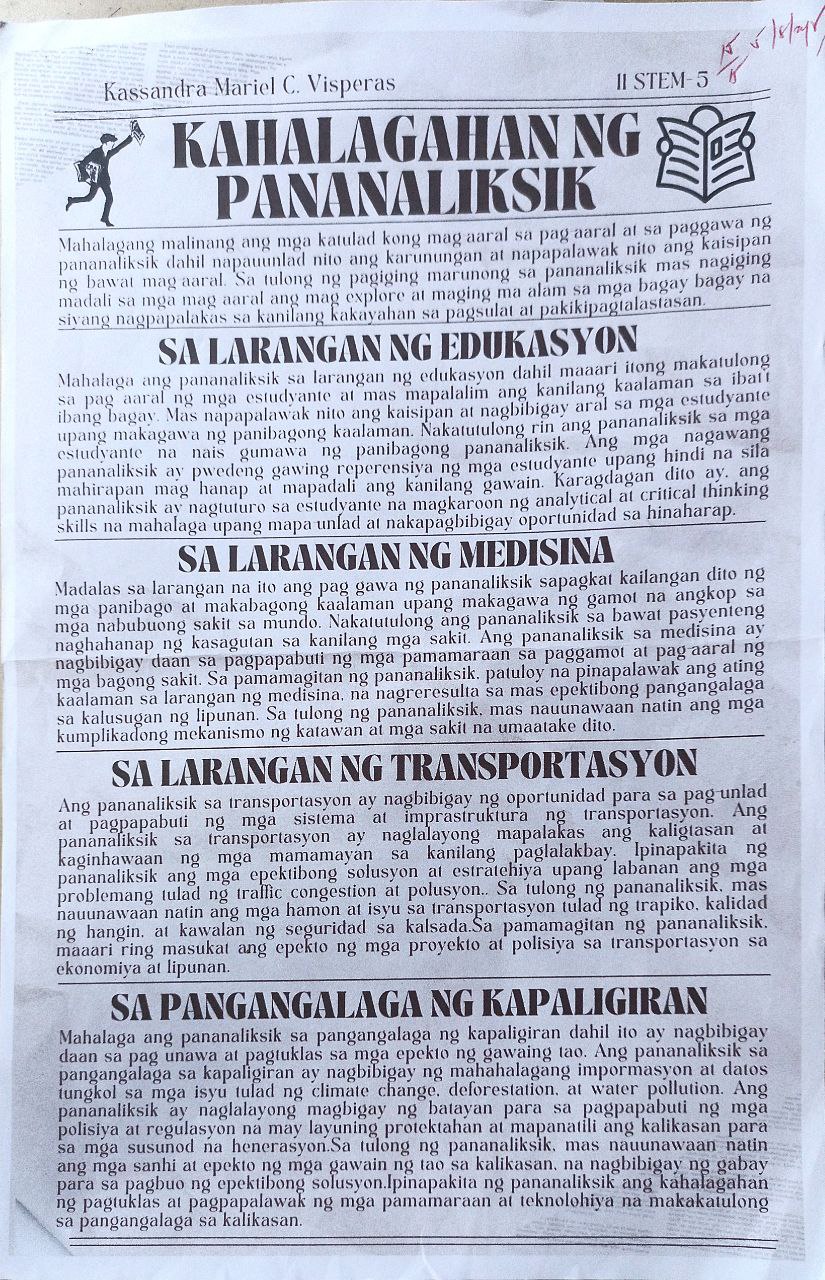 Kassandra Mariel C. Visperas 11 STEM-5
15/15
KAHALAGAHAN NG
PANANALIKSIK
Mahalagang malinang ang mga katulad kong mag-aaral sa pag-aaral at sa paggawa ng
pananaliksik dahil napauunlad nito ang karunungan at napapalawak nito ang kaisipan
ng bawat mag-aaral. Sa tulong ng pagiging marunong sa pananaliksik mas nagiging
madali sa mga mag aaral ang mag explore at maging ma alam sa mga bagay bagay na
siyang nagpapalakas sa kanilang kakayahan sa pagsulat at pakikipagtalastasan.
SA LARANGAN NG EDUKASYON
Mahalaga ang pananaliksik sa larangan ng edukasyon dahil maaari itong makatulong
sa pag aaral ng mga estudyante at mas mapalalim ang kanilang kaalaman sa ibat't
ibang bagay. Mas napapalawak nito ang kaisipan at nagbibigay aral sa mga estudyante
upang makagawa ng panibagong kaalaman. Nakatutulong rin ang pananaliksik sa mga
estudyante na nais gumawa ng panibagong pananaliksik. Ang mga nagawang
pananaliksik ay pwedeng gawing reperensiya ng mga estudyante upang hindi na sila
mahirapan mag hanap at mapadali ang kanilang gawain. Karagdagan dito ay, ang
pananaliksik ay nagtuturo sa estudyante na magkaroon ng analytical at critical thinking
skills na mahalaga upang mapa unlad at nakapagbibigay oportunidad sa hinaharap.
SA LARANGAN NG MEDISINA
Madalas sa larangan na ito ang pag gawa ng pananaliksik sapagkat kailangan dito ng
mga panibago at makabagong kaalaman upang makagawa ng gamot na angkop sa
mga nabubuong sakit sa mundo. Nakatutulong ang pananaliksik sa bawat pasyenteng
naghahanap ng kasagutan sa kanilang mga sakit. Ang pananaliksik sa medisina ay
nagbibigay daan sa pagpapabuti ng mga pamamaraan sa paggamot at pag-aaral ng
mga bagong sakit. Sa pamamagitan ng pananaliksik, patuloy na pinapalawak ang ating
kaalaman sa larangan ng medisina, na nagreresulta sa mas epektibong pangangalaga
sa kalusugan ng lipunan. Sa tulong ng pananaliksik, mas nauunawaan natin ang mga
kumplikadong mekanismo ng katawan at mga sakit na umaatake dito.
SA LARANGAN NG TRANSPORTASYON
Ang pananaliksik sa transportasyon ay nagbibigay ng oportunidad para sa pag-unlad
at pagpapabuti ng mga sistema at imprastruktura ng transportasyon. Ang
pananaliksik sa transportasyon ay naglalayong mapalakas ang kaligtasan at
kaginhawaan ng mga mamamayan sa kanilang paglalakbay. Ipinapakita ng
pananaliksik ang mga epektibong solusyon at estratehiya upang labanan ang mga
problemang tulad ng traffic congestion at polusyon.. Sa tulong ng pananaliksik, mas
nauunawaan natin ang mga hamon at isyu sa transportasyon tulad ng trapiko, kalidad
ng hangin, at kawalan ng seguridad sa kalsada.Sa pamamagitan ng pananaliksik,
maaari ring masukat ang epekto ng mga proyekto at polisiya sa transportasyon sa
ekonomiya at lipunan.
SA PANGANGALAGA NG KAPALIGIRAN
Mahalaga ang pananaliksik sa pangangalaga ng kapaligiran dahil ito ay nagbibigay
daan sa pag unawa at pagtuklas sa mga epekto ng gawaing tao. Ang pananaliksik sa
pangangalaga sa kapaligiran ay nagbibigay ng mahahalagang impormasyon at datos
tungkol sa mga isyu tulad ng climate change, deforestation, at water pollution. Ang
pananaliksik ay naglalayong magbigay ng batayan para sa pagpapabuti ng mga
polisiya at regulasyon na may layuning protektahan at mapanatili ang kalikasan para
sa mga susunod na henerasyon.Sa tulong ng pananaliksik, mas nauunawaan natin
ang mga sanhi at epekto ng mga gawain ng tao sa kalikasan, na nagbibigay ng gabay
para sa pagbuo ng epektibong solusyon.Ipinapakita ng pananaliksik ang kahalagahan
ng pagtuklas at pagpapalawak ng mga pamamaraan at teknolohiya na makakatulong
sa pangangalaga sa kalikasan.